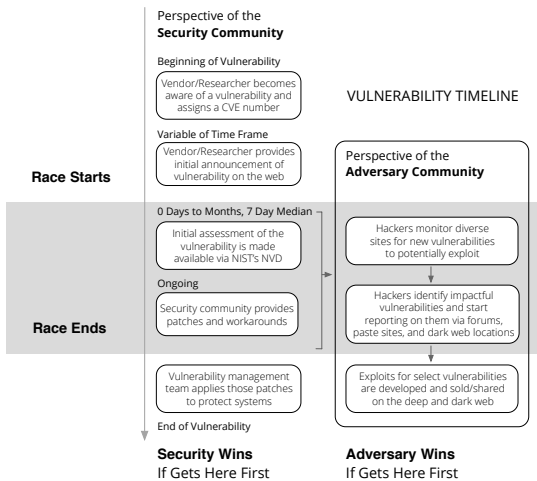 Perspective of the
Security Community
Beginning of Vulnerability
Vendor/Researcher becomes
aware of a vulnerability and
assigns a CVE number
VULNERABILITY TIMELINE
Variable of Time Frame
Vendor/Researcher provides
initial announcement of
vulnerability on the web
Race Starts
Perspective of the
Adversary Community
0 Days to Months, 7 Day Median
Initial assessment of the
vulnerability is made
available via NIST's NVD
Hackers monitor diverse
sites for new vulnerabilities
to potentially exploit
Ongoing
Security community provides
patches and workarounds
Hackers identify impactful
vulnerabilities and start
reporting on them via forums,
paste sites, and dark web locations
Race Ends
Vulnerability management
team applies those patches
to protect systems
Exploits for select vulnerabilities
are developed and sold/shared
on the deep and dark web
End of Vulnerability
Security Wins
If Gets Here First
Adversary Wins
If Gets Here First